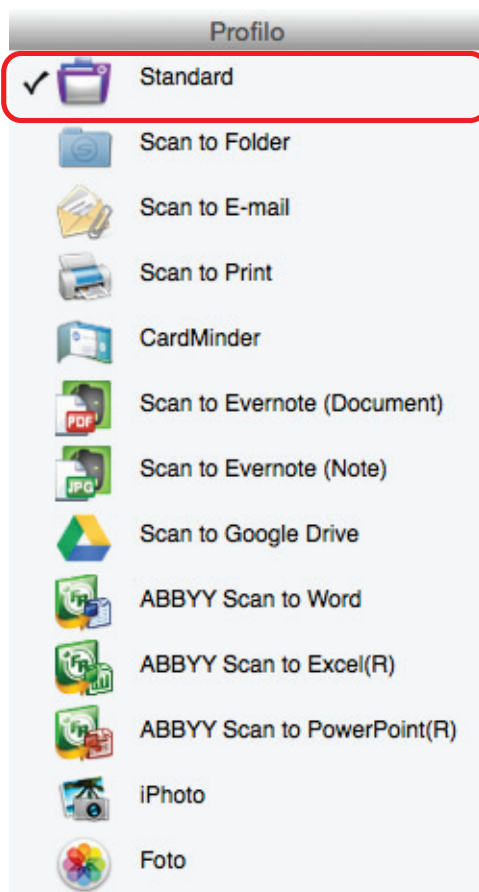 Profilo
Standard
Scan to Folder
Scan to E-mail
Scan to Print
CardMinder
Scan to Evernote (Document)
PDF
Scan to Evernote (Note)
JPG
Scan to Google Drive
ABBYY Scan to Word
ABBYY Scan to Excel(R)
ABBYY Scan to PowerPoint(R)
iPhoto
Foto